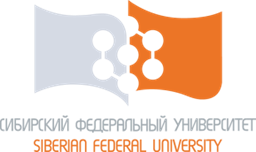 СИБИРСКИЙ ФЕДЕРАЛЬНЫЙ УНИВЕРСИТЕТ
SIBERIAN FEDERAL UNIVERSITY